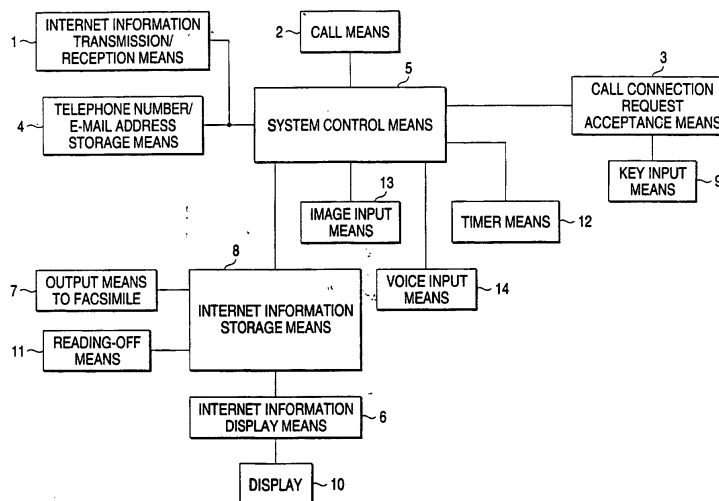 1
INTERNET INFORMATION
TRANSMISSION/
RECEPTION MEANS
2
CALL MEANS
3
CALL CONNECTION
REQUEST
ACCEPTANCE MEANS
4
TELEPHONE NUMBER/
E-MAIL ADDRESS
STORAGE MEANS
5
SYSTEM CONTROL MEANS
KEY INPUT
MEANS
9
13
IMAGE INPUT
MEANS
TIMER MEANS
12
8
INTERNET INFORMATION
STORAGE MEANS
7
OUTPUT MEANS
TO FACSIMILE
VOICE INPUT
MEANS
14
11
READING-OFF
MEANS
INTERNET INFORMATION
DISPLAY MEANS
6
DISPLAY
10